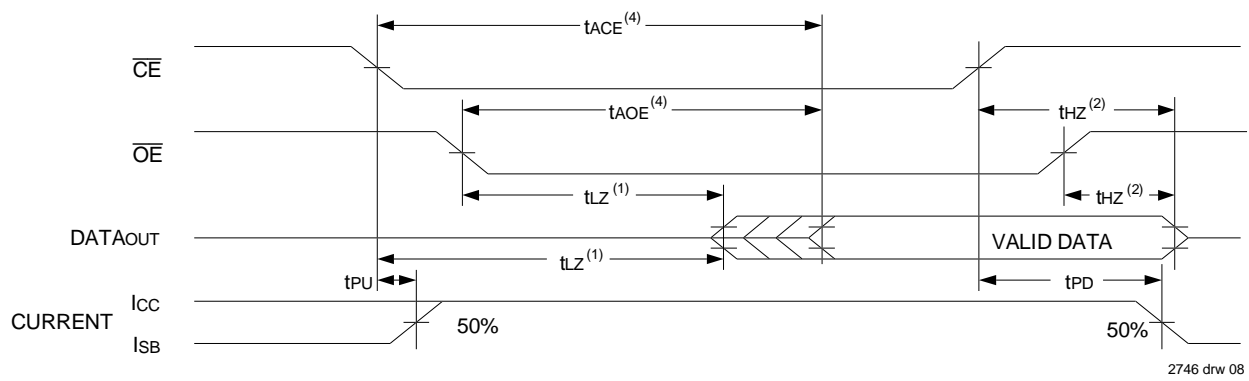 tACE(4)
CE
tAOE(4)
tHZ(2)
OE
tLZ(1)
tHZ(2)
DATAOUT
VALID DATA
tLZ(1)
tPU
tPD
ICC
CURRENT
50%
50%
ISB
2746 drw 08